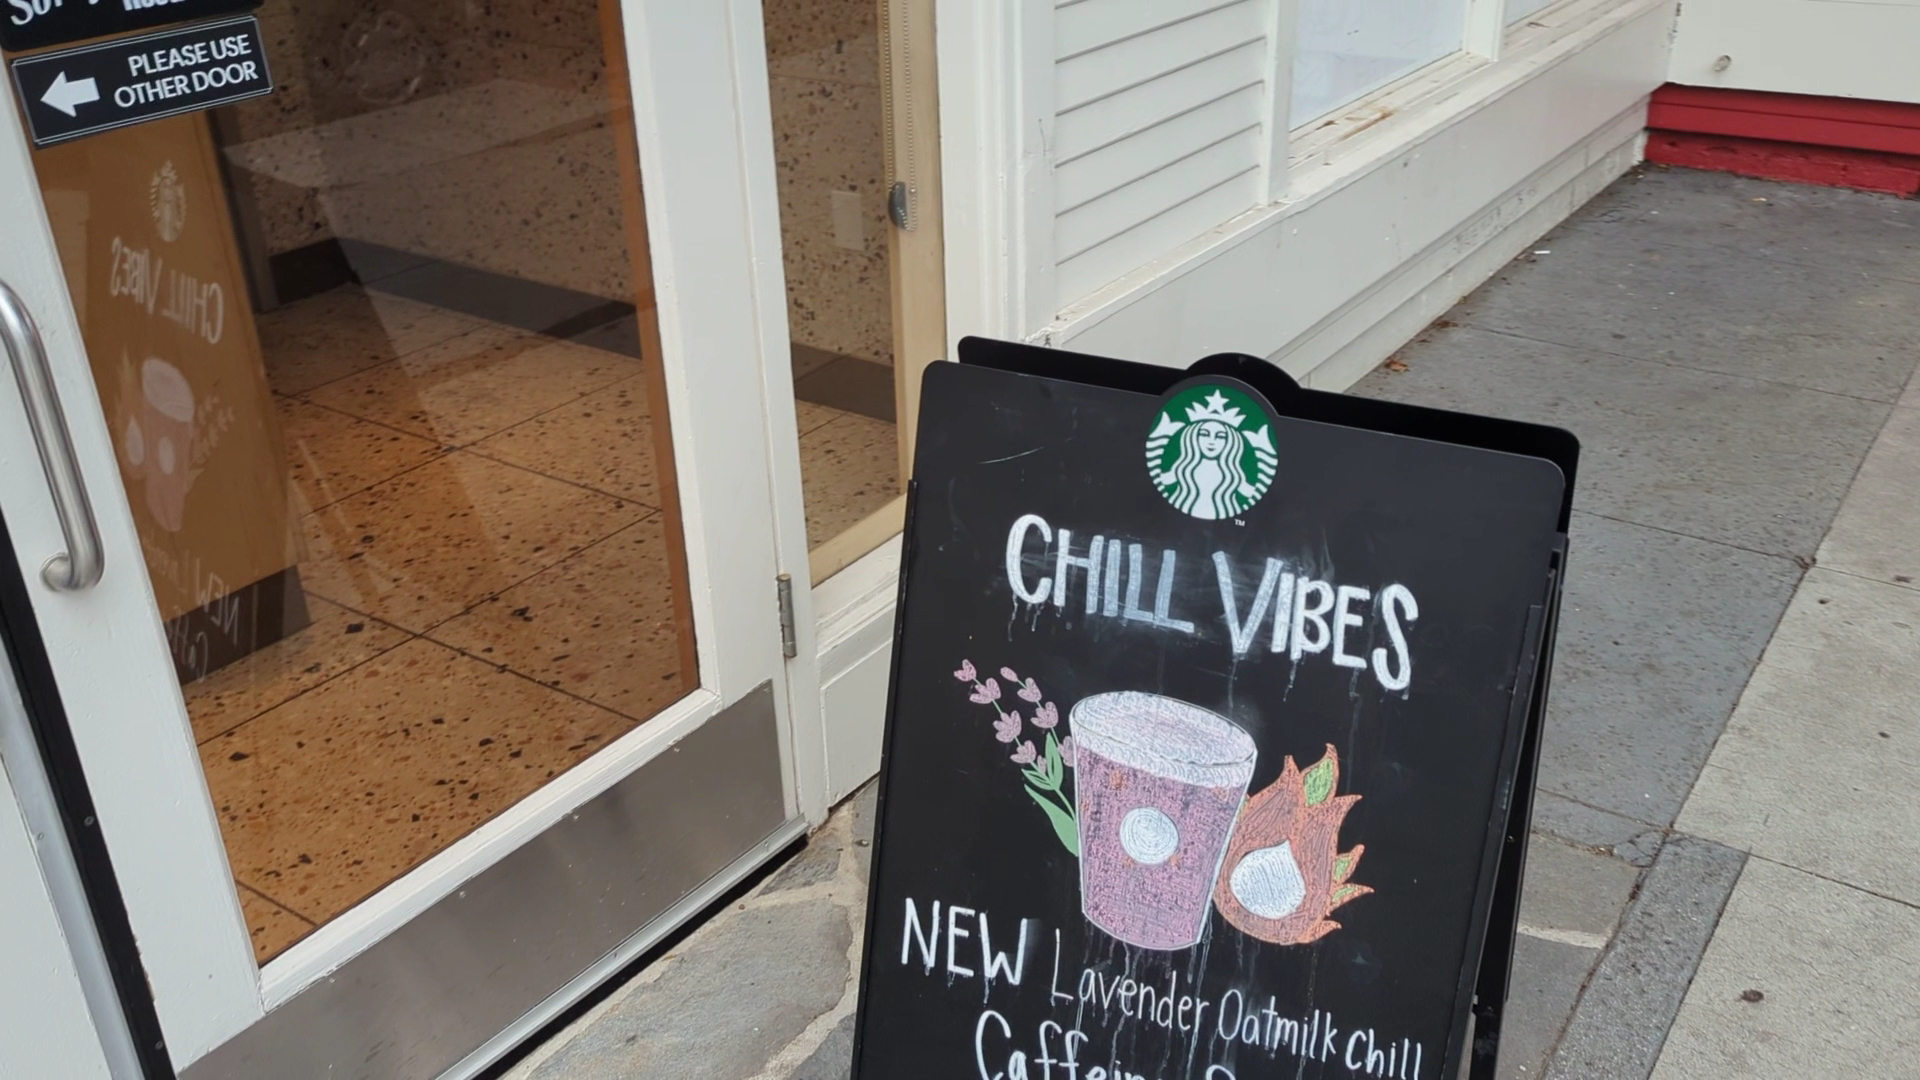 PLEASE USE
OTHER DOOR
CHILL VIBES
NEW Lavender Oatmilk Chill